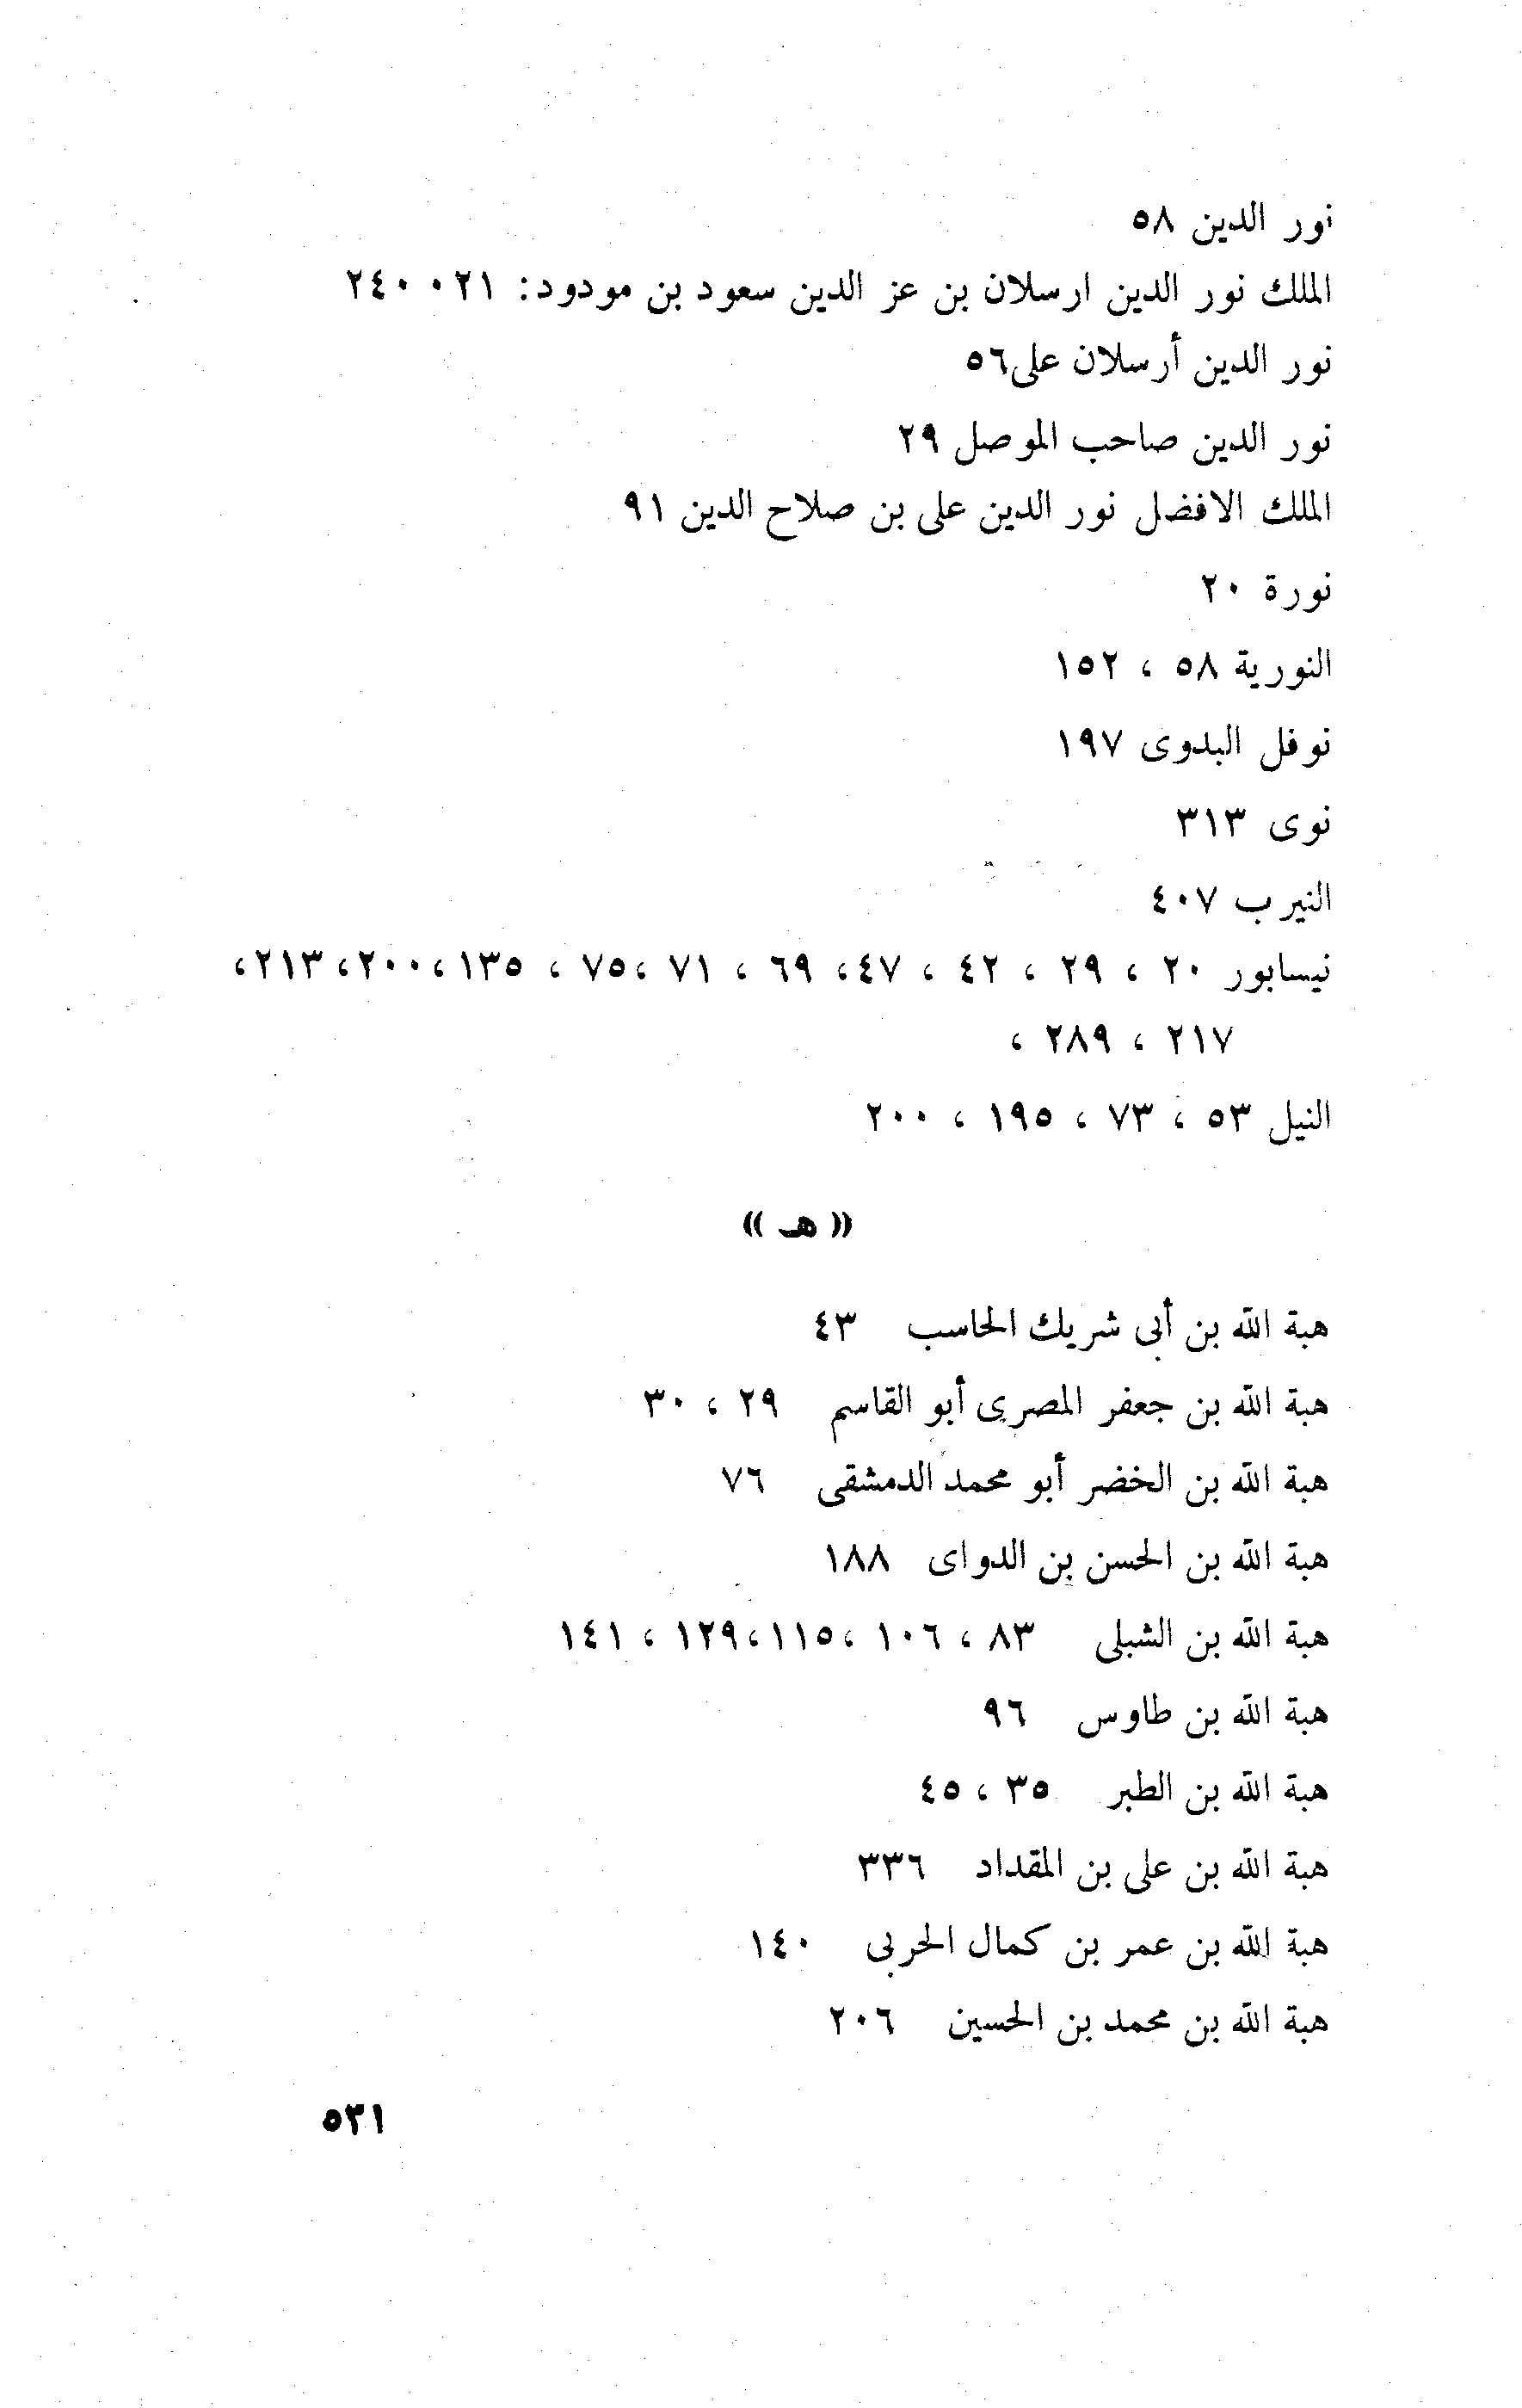 نور الدين ٥٨
الملك نور الدين ارسلان بن عز الدين سعود بن مودود: ٠٢١ ٢٤٠
نور الدين أرسلان على٥٦
نور الدين صاحب الموصل ٢٩
الملك الافضل نور الدين على بن صلاح الدين ٩١
نورة ٢٠
النورية ٥٨ ، ١٥٢
نوفل البدوى ١٩٧
نوى ٣١٣
النيرب ٤٠٧
نيسابور ٢٠ ، ٢٩ ، ٤٢ ، ٤٧، ٦٩ ، ٧١ ،٧٥ ، ١٣٥ ،٢٠٠، ٢١٣،
٢١٧ ، ٢٨٩ ،
النيل ٥٣ ، ٧٣ ، ١٩٥ ، ٢٠٠
(( هـ ))
هبة الله بن أبى شريك الحاسب ٤٣
هبة الله بن جعفر المصرى أبو القاسم ٢٩ ، ٣٠
هبة الله بن الخضر أبو محمد الدمشقى ٧٦
هبة الله بن الحسن بن الدواى ١٨٨
هبة الله بن الشبلى ٨٣ ، ١٠٦ ،١١٥ ،١٢٩ ، ١٤١
هبة الله بن طاوس ٩٦
هبة الله بن الطبر ٣٥ ، ٤٥
هبة الله بن على بن المقداد ٣٣٦
هبة الله بن عمر بن كمال الحربى ١٤٠
هبة الله بن محمد بن الحسين ٢٠٦
٥٣١